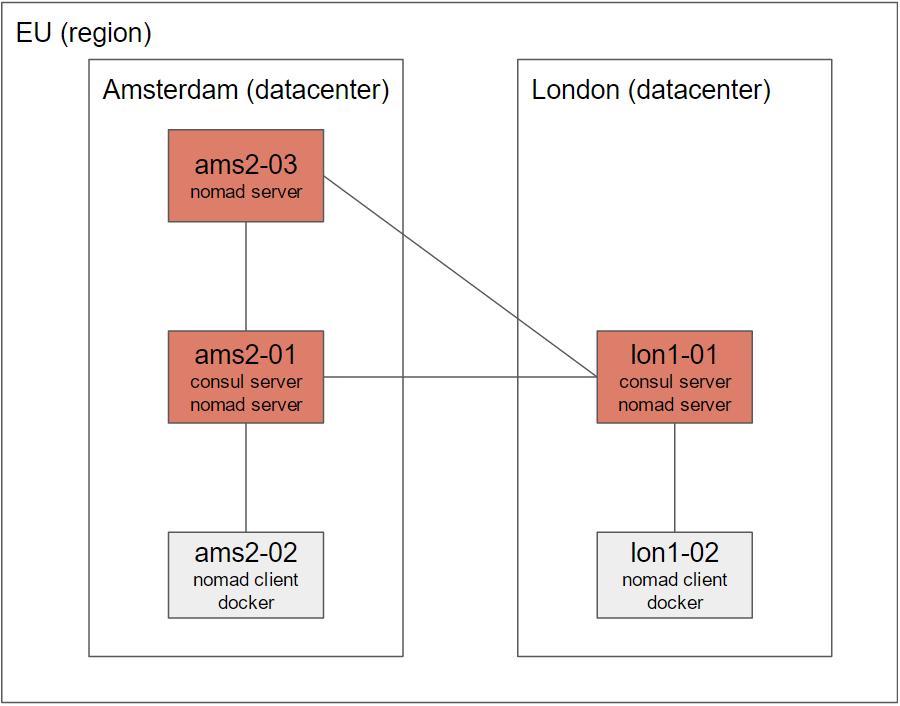 EU (region)
Amsterdam (datacenter)
London (datacenter)
ams2-03
nomad server
ams2-01
consul server
nomad server
lon1-01
consul server
nomad server
ams2-02
nomad client
docker
lon1-02
nomad client
docker